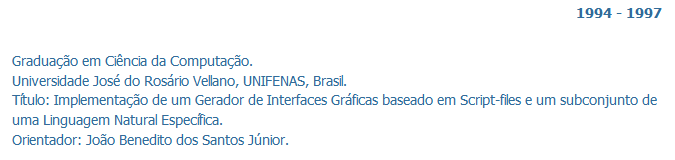 1994 - 1997
Graduação em Ciência da Computação.
Universidade José do Rosário Vellano, UNIFENAS, Brasil.
Título: Implementação de um Gerador de Interfaces Gráficas baseado em Script-files e um subconjunto de
uma Linguagem Natural Específica.
Orientador: João Benedito dos Santos Júnior.